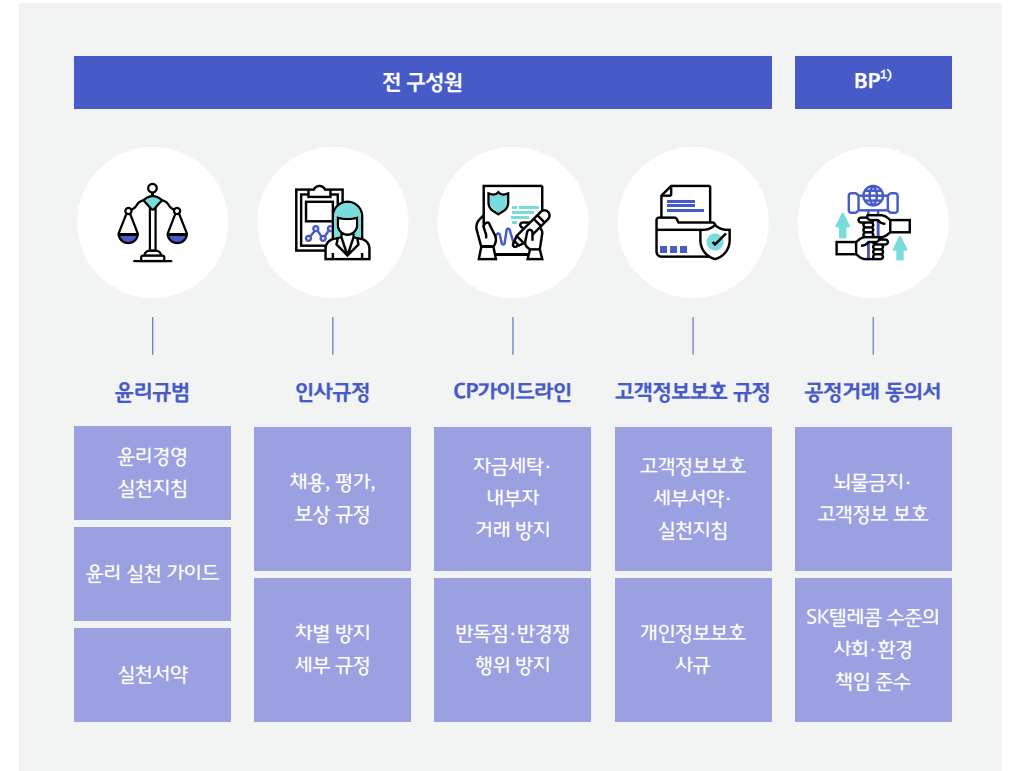 전 구성원
BP1)
윤리규범
인사규정
CP가이드라인
고객정보보호 규정
공정거래 동의서
윤리경영
실천지침
윤리 실천 가이드
실천서약
채용, 평가,
보상 규정
차별 방지
세부 규정
자금세탁·
내부자
거래 방지
반독점·반경쟁
행위 방지
고객정보보호
세부서약·
실천지침
개인정보보호
사규
뇌물금지·
고객정보 보호
SK텔레콤 수준의
사회·환경
책임 준수